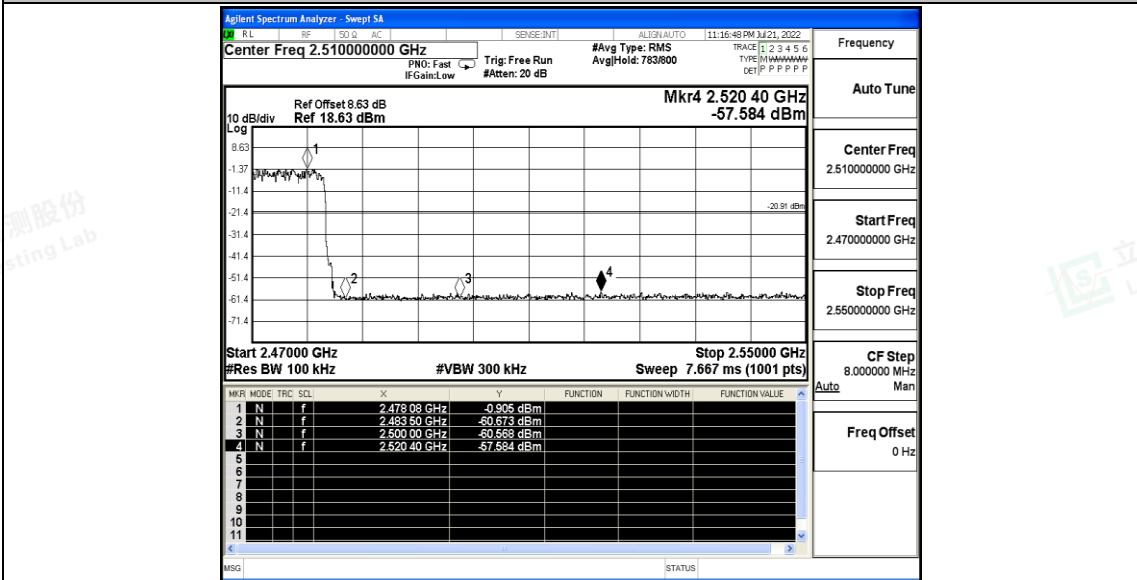 Agilent Spectrum Analyzer - Swept SA
RL RF 50 Ω AC SENSE:INT ALIGN AUTO 11:16:48 PM Jul 21, 2022
Center Freq 2.510000000 GHz
PNO: Fast
IFGain:Low
Trig: Free Run
#Atten: 20 dB
#Avg Type: RMS
Avg|Hold: 783/800
TRACE 1 2 3 4 5 6
TYPE M
DET P P P P P P
Ref Offset 8.63 dB
10 dB/div Ref 18.63 dBm
Log
Mkr4 2.520 40 GHz
-57.584 dBm
8.63
-1.37
-11.4
-21.4
-31.4
-41.4
-51.4
-61.4
-71.4
1
2
3
4
-20.91 dBm
Start 2.47000 GHz Stop 2.55000 GHz
#Res BW 100 kHz #VBW 300 kHz Sweep 7.667 ms (1001 pts)
MKR MODE TRC SCL X Y FUNCTION FUNCTION WIDTH FUNCTION VALUE
1 N f 2.478 08 GHz -0.905 dBm
2 N f 2.483 50 GHz -60.673 dBm
3 N f 2.500 00 GHz -60.568 dBm
4 N f 2.520 40 GHz -57.584 dBm
5
6
7
8
9
10
11
MSG STATUS
Frequency
Auto Tune
Center Freq
2.510000000 GHz
Start Freq
2.470000000 GHz
Stop Freq
2.550000000 GHz
CF Step
8.000000 MHz
Auto Man
Freq Offset
0 Hz
测股份
sting Lab
立